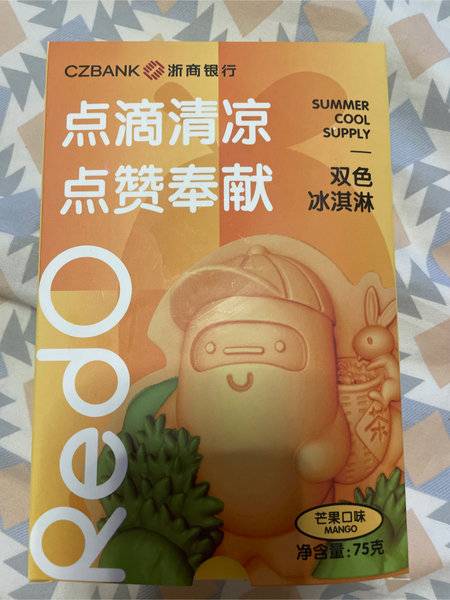 CZBANK 浙商银行
点滴清凉
点赞奉献
SUMMER
COOL
SUPPLY
双色
冰淇淋
RedO
茶
芒果口味
MANGO
净含量:75克